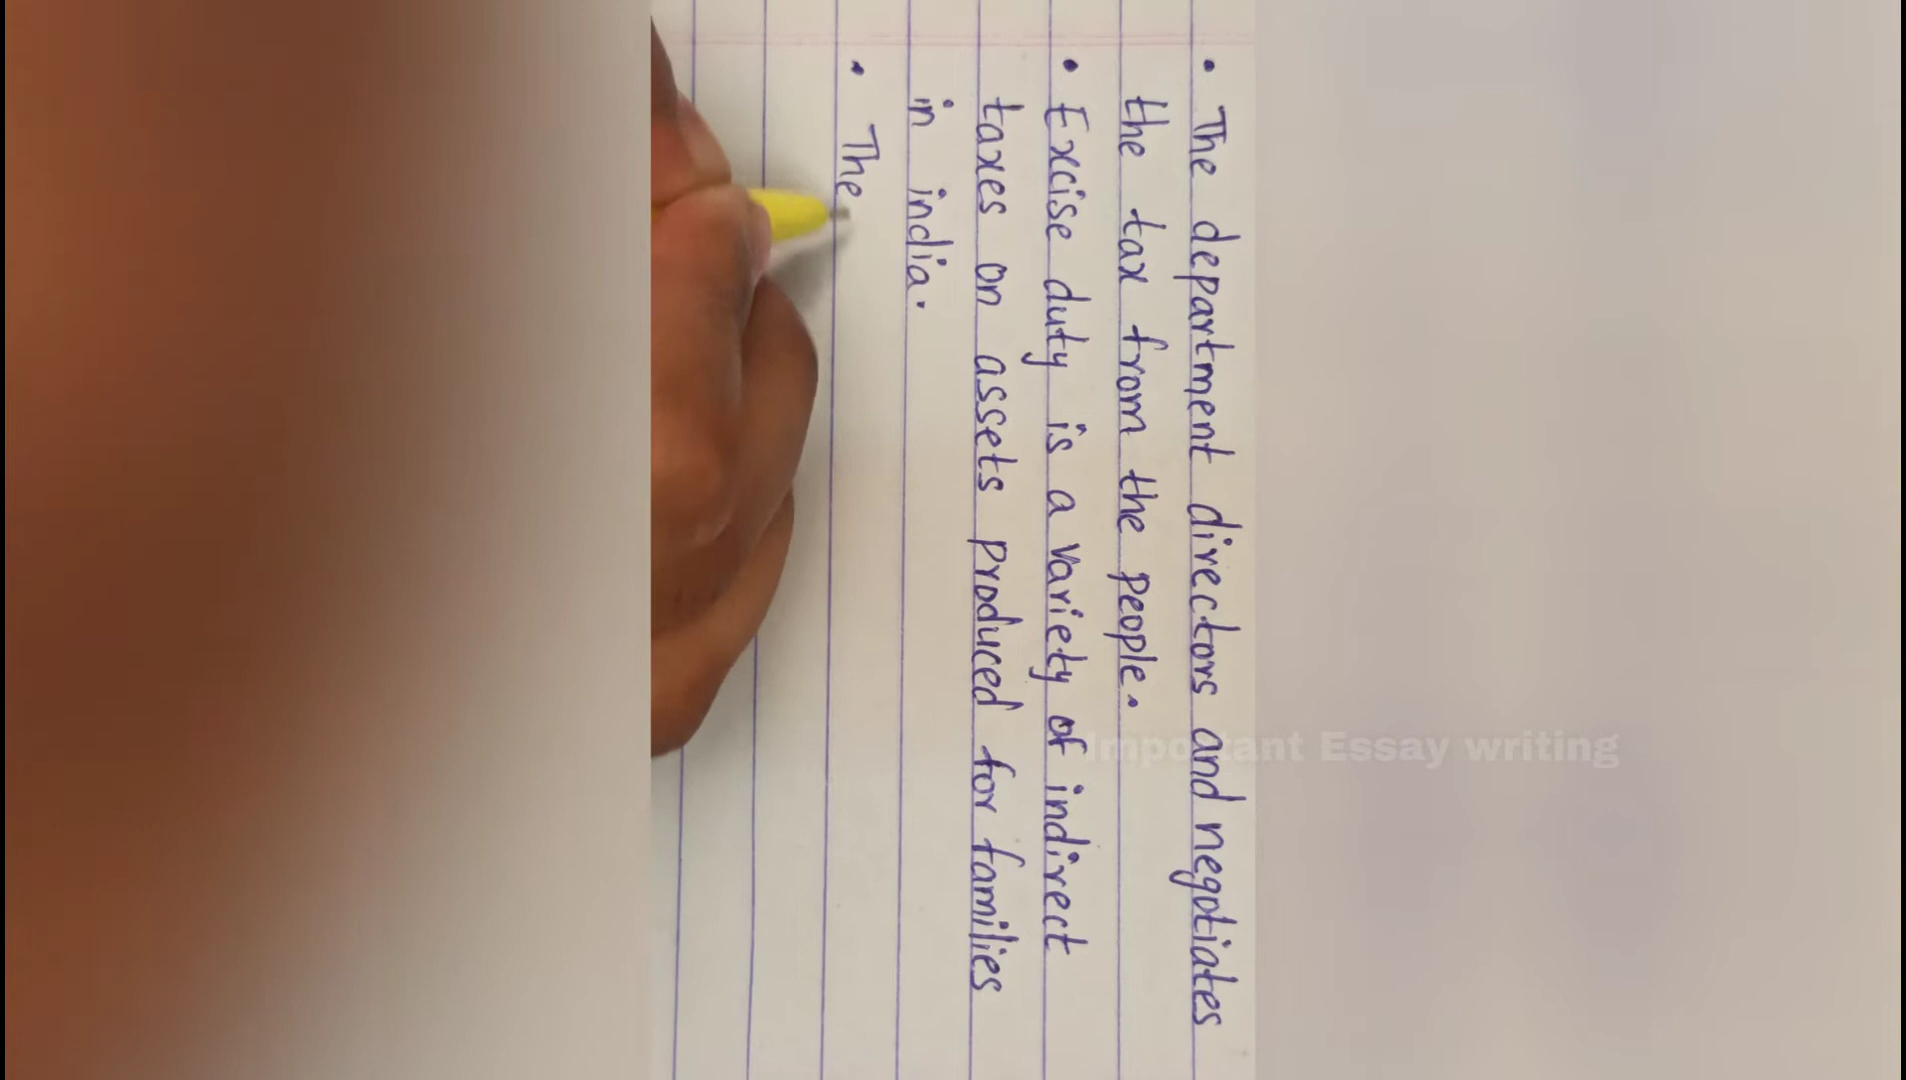 • The department directors and negotiates
the tax from the people.
• Excise duty is a variety of indirect
taxes on assets produced for families
in india.
• The
Important Essay writing